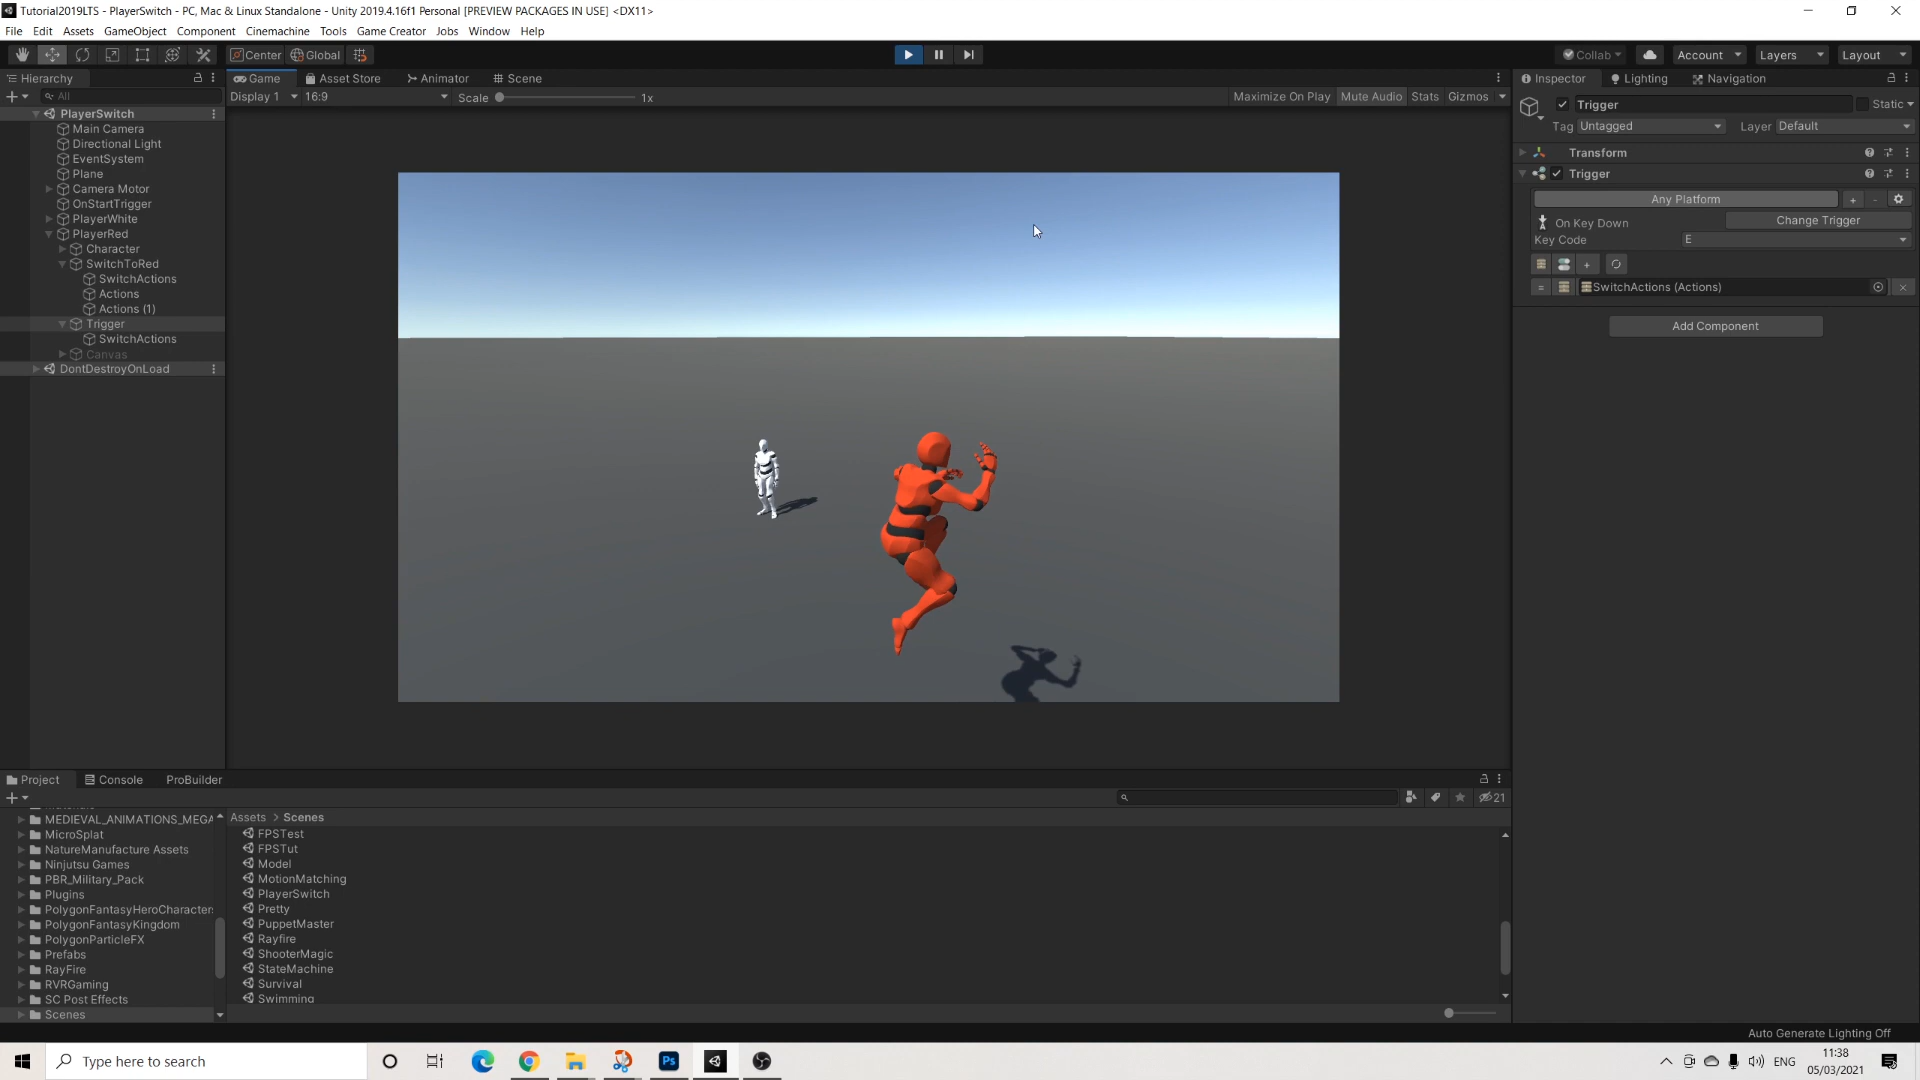 Tutorial2019LTS - PlayerSwitch - PC, Mac & Linux Standalone - Unity 2019.4.16f1 Personal [PREVIEW PACKAGES IN USE] <DX11>
File Edit Assets GameObject Component Cinemachine Tools Game Creator Jobs Window Help
Center Global Collab Account Layers Layout
Hierarchy Game Asset Store Animator Scene Inspector Lighting Navigation
All Display 1 16:9 Scale 1x Maximize On Play Mute Audio Stats Gizmos Trigger Static
PlayerSwitch
Main Camera Tag Untagged Layer Default
Directional Light
EventSystem Transform
Plane Trigger
Camera Motor Any Platform
OnStartTrigger
PlayerWhite On Key Down Change Trigger
PlayerRed Key Code E
Character
SwitchToRed
SwitchActions SwitchActions (Actions)
Actions
Actions (1)
Trigger Add Component
SwitchActions
Canvas
DontDestroyOnLoad
Project Console ProBuilder
21
MEDIEVAL_ANIMATIONS_MEGA Assets > Scenes
MicroSplat FPSTest
NatureManufacture Assets FPSTut
Ninjutsu Games Model
PBR_Military_Pack MotionMatching
Plugins PlayerSwitch
PolygonFantasyHeroCharacter Pretty
PolygonFantasyKingdom PuppetMaster
PolygonParticleFX Rayfire
Prefabs ShooterMagic
RayFire StateMachine
RVRGaming Survival
SC Post Effects Swimming
Scenes
Auto Generate Lighting Off
Type here to search Ps ENG 11:38
05/03/2021